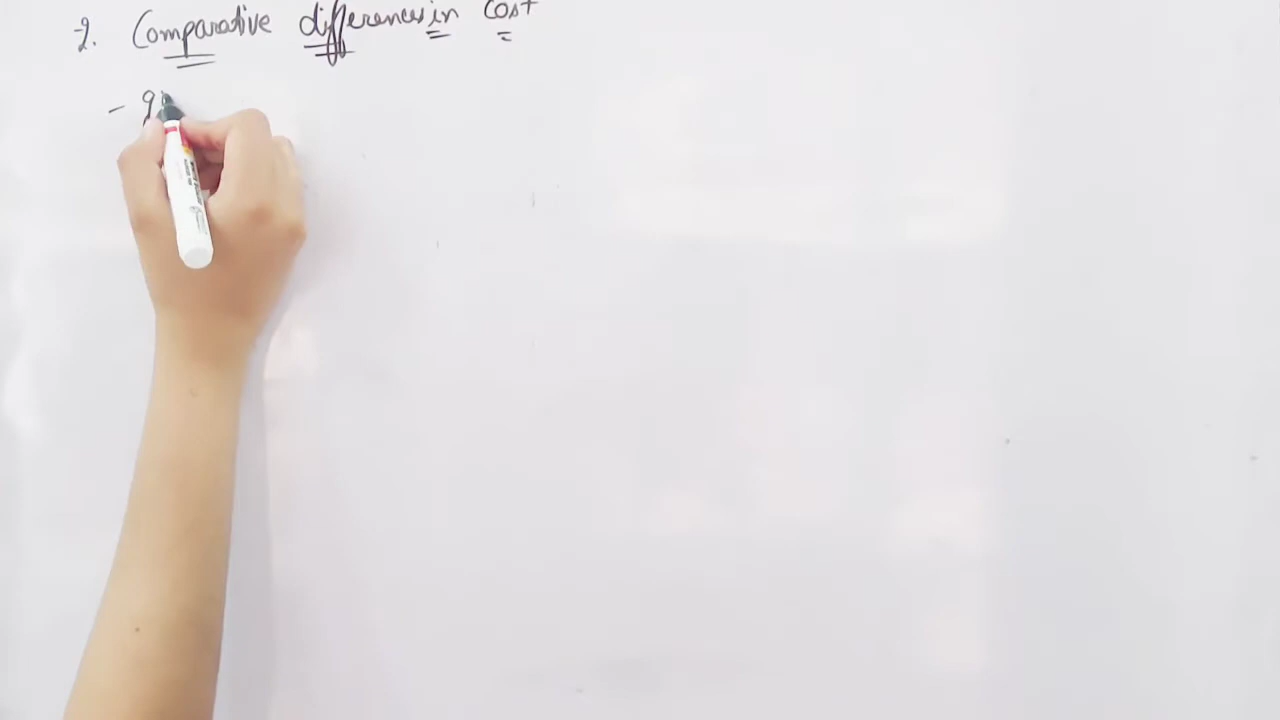 2. Comparative differences in Cost
-